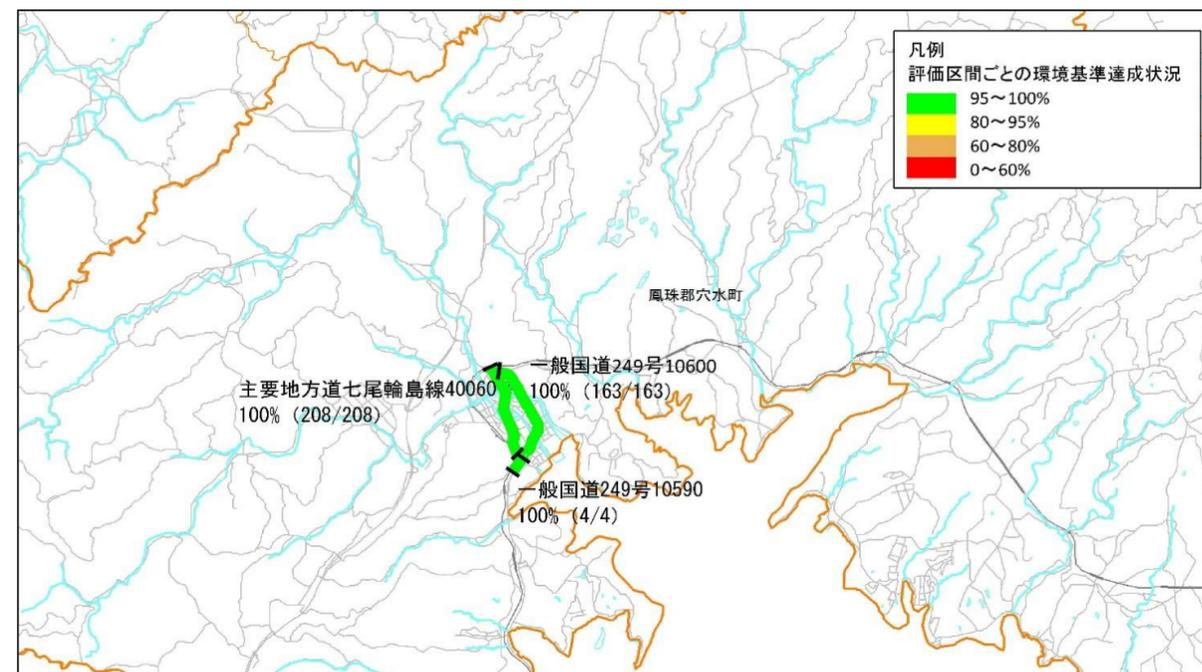 凡例
評価区間ごとの環境基準達成状況
95～100%
80～95%
60～80%
0～60%
鳳珠郡穴水町
一般国道249号10600
100% (163/163)
主要地方道七尾輪島線40060
100% (208/208)
一般国道249号10590
100% (4/4)